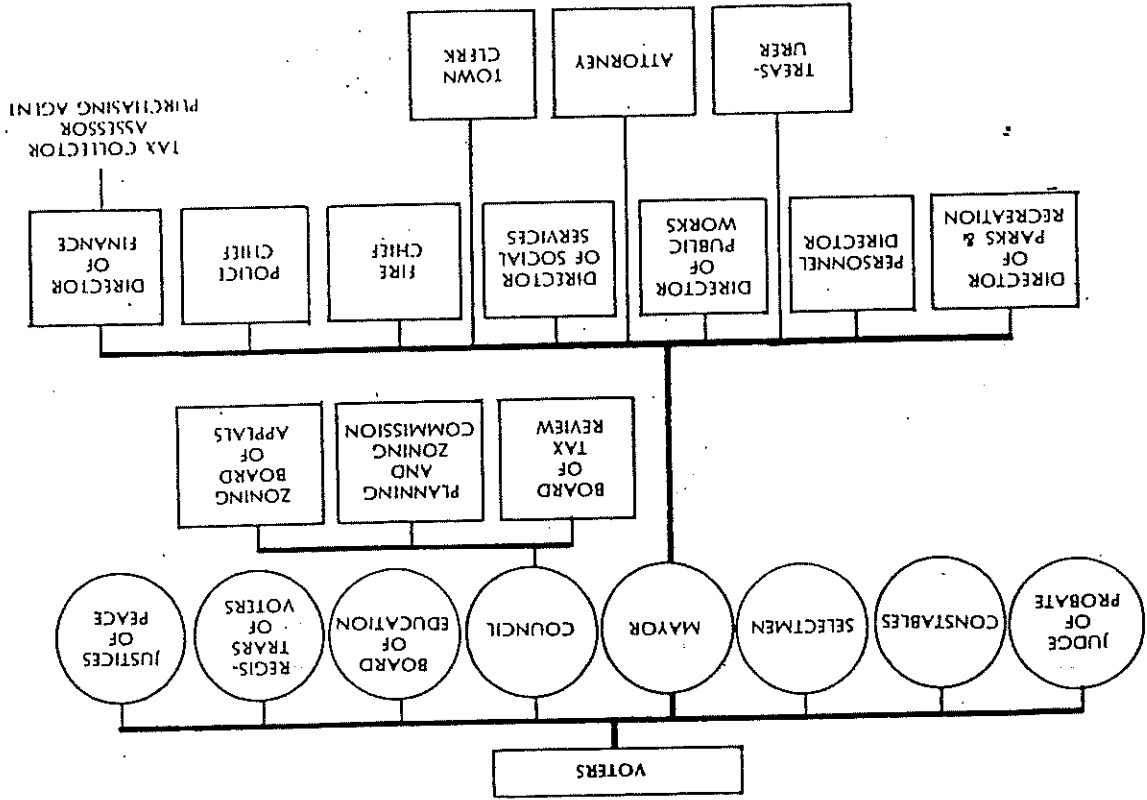 VOTERS
JUDGE
OF
PROBATE
CONSTABLES
SELECTMEN
MAYOR
COUNCIL
BOARD
OF
EDUCATION
REGIS-
TRARS
OF
VOTERS
JUSTICES
OF
PEACE
BOARD
OF
TAX
REVIEW
PLANNING
AND
ZONING
COMMISSION
ZONING
BOARD
OF
APPEALS
DIRECTOR
OF
PARKS &
RECREATION
PERSONNEL
DIRECTOR
DIRECTOR
OF
PUBLIC
WORKS
DIRECTOR
OF SOCIAL
SERVICES
FIRE
CHIEF
POLICE
CHIEF
DIRECTOR
OF
FINANCE
TAX COLLECTOR
ASSESSOR
PURCHASING AGENT
TREAS-
URER
ATTORNEY
TOWN
CLERK